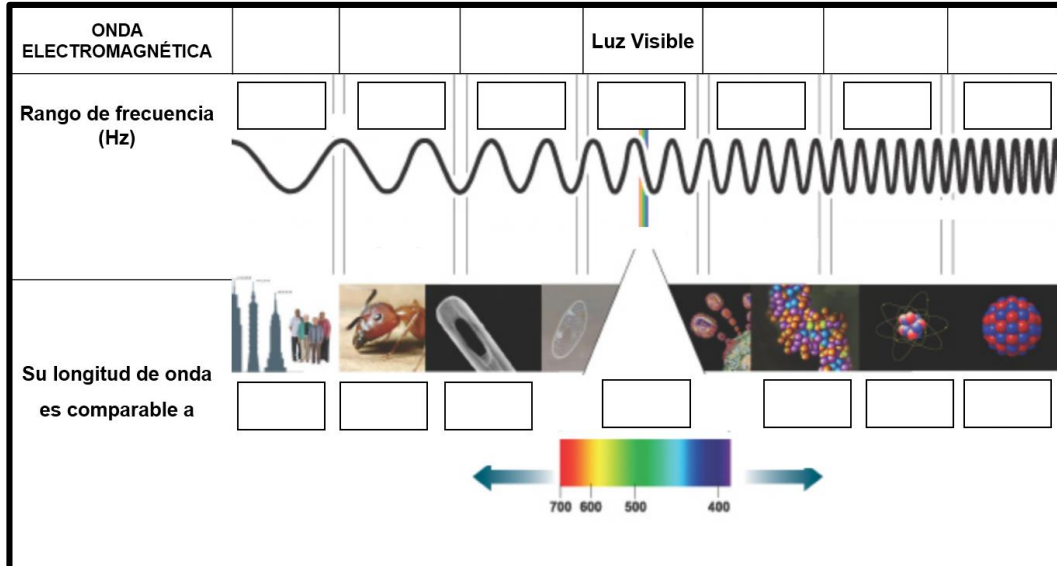 ONDA
ELECTROMAGNÉTICA
Luz Visible
Rango de frecuencia
(Hz)
Su longitud de onda
es comparable a
700 600 500 400